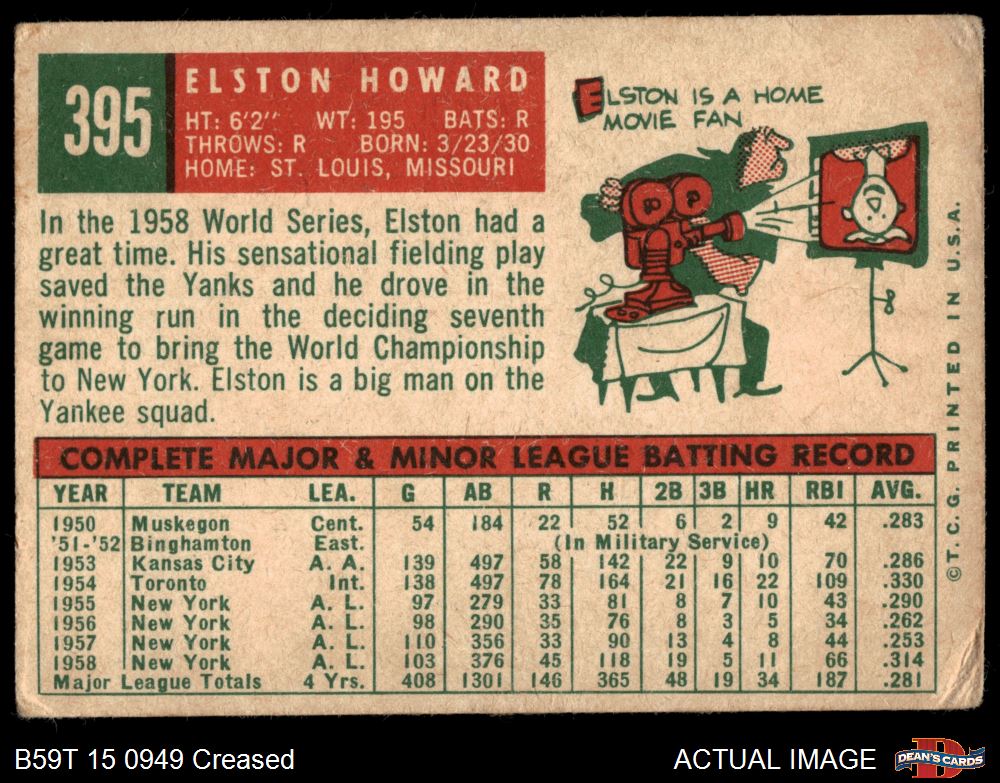 395
ELSTON HOWARD
HT: 6'2" WT: 195 BATS: R
THROWS: R BORN: 3/23/30
HOME: ST. LOUIS, MISSOURI
ELSTON IS A HOME
MOVIE FAN
In the 1958 World Series, Elston had a
great time. His sensational fielding play
saved the Yanks and he drove in the
winning run in the deciding seventh
game to bring the World Championship
to New York. Elston is a big man on the
Yankee squad.
COMPLETE MAJOR & MINOR LEAGUE BATTING RECORD
YEAR TEAM LEA. G AB R H 2B 3B HR RBI AVG.
1950 Muskegon Cent. 54 184 22 52 6 2 9 42 .283
'51-'52 Binghamton East. (In Military Service)
1953 Kansas City A. A. 139 497 58 142 22 9 10 70 .286
1954 Toronto Int. 138 497 78 164 21 16 22 109 .330
1955 New York A. L. 97 279 33 81 8 7 10 43 .290
1956 New York A. L. 98 290 35 76 8 3 5 34 .262
1957 New York A. L. 110 356 33 90 13 4 8 44 .253
1958 New York A. L. 103 376 45 118 19 5 11 66 .314
Major League Totals 4 Yrs. 408 1301 146 365 48 19 34 187 .281
©T.C.G. PRINTED IN U.S.A.
B59T 15 0949 Creased
ACTUAL IMAGE
DEAN'S CARDS